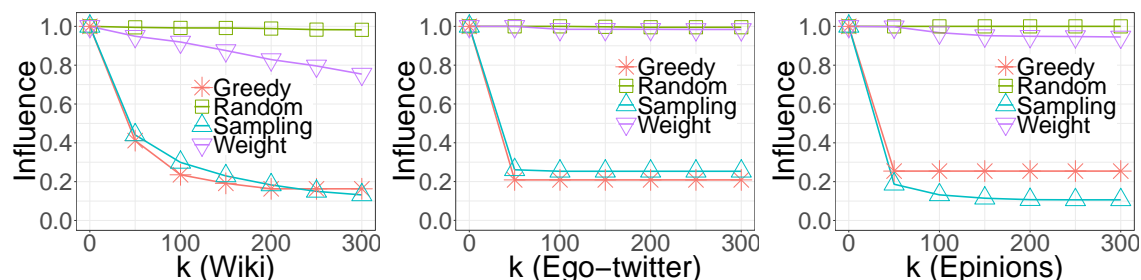 Influence
1.0
0.8
0.6
0.4
0.2
0.0
Greedy
Random
Sampling
Weight
0 100 200 300
k (Wiki)
Influence
1.0
0.8
0.6
0.4
0.2
0.0
Greedy
Random
Sampling
Weight
0 100 200 300
k (Ego-twitter)
Influence
1.0
0.8
0.6
0.4
0.2
0.0
Greedy
Random
Sampling
Weight
0 100 200 300
k (Epinions)